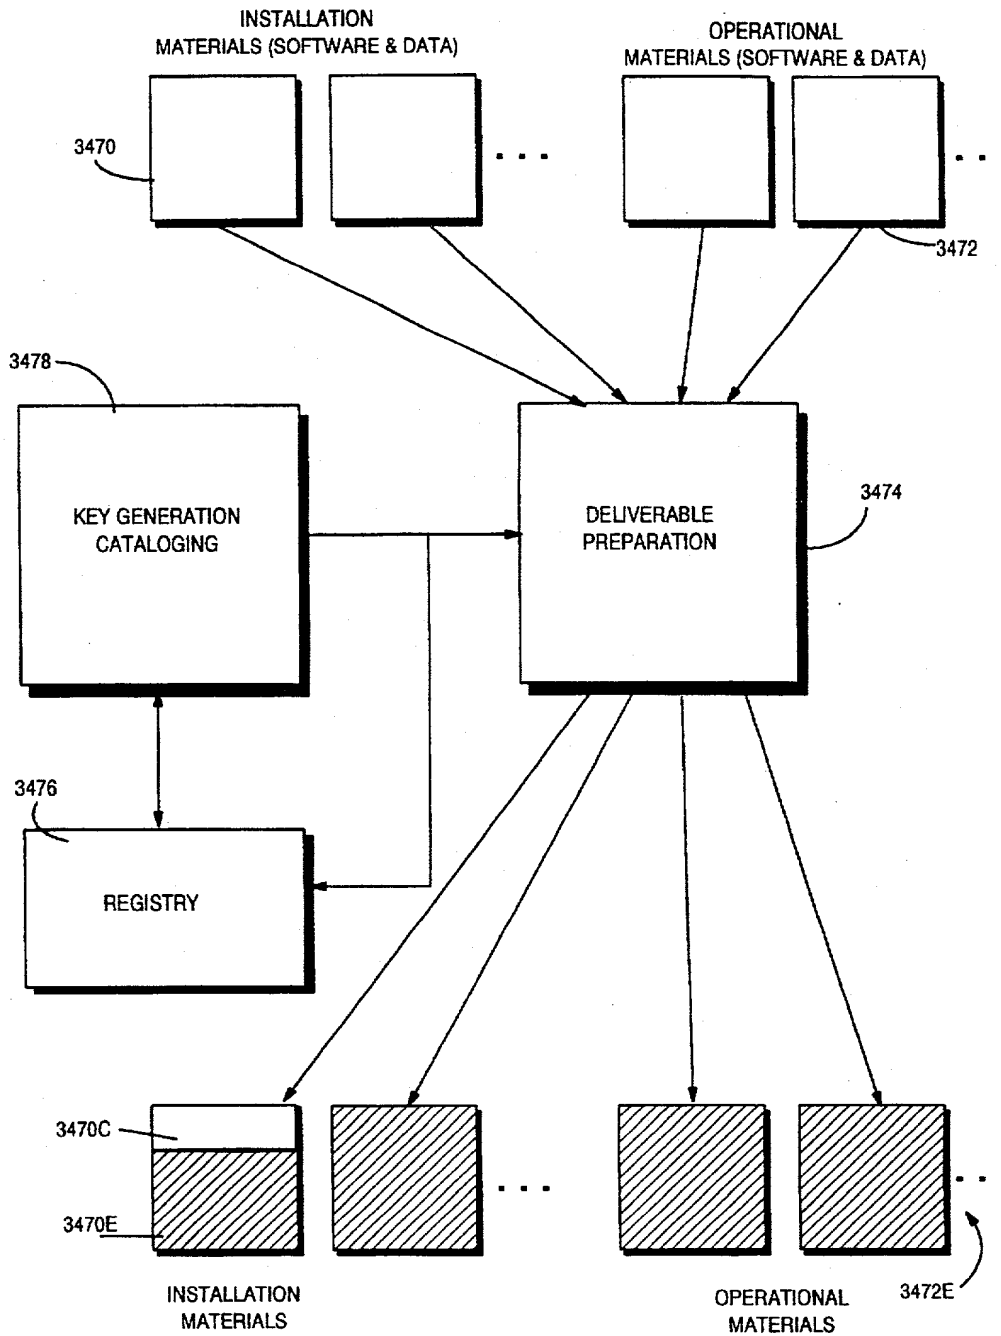 INSTALLATION
MATERIALS (SOFTWARE & DATA)
OPERATIONAL
MATERIALS (SOFTWARE & DATA)
3470
3472
3478
KEY GENERATION
CATALOGING
DELIVERABLE
PREPARATION
3474
3476
REGISTRY
3470C
3470E
3472E
INSTALLATION
MATERIALS
OPERATIONAL
MATERIALS